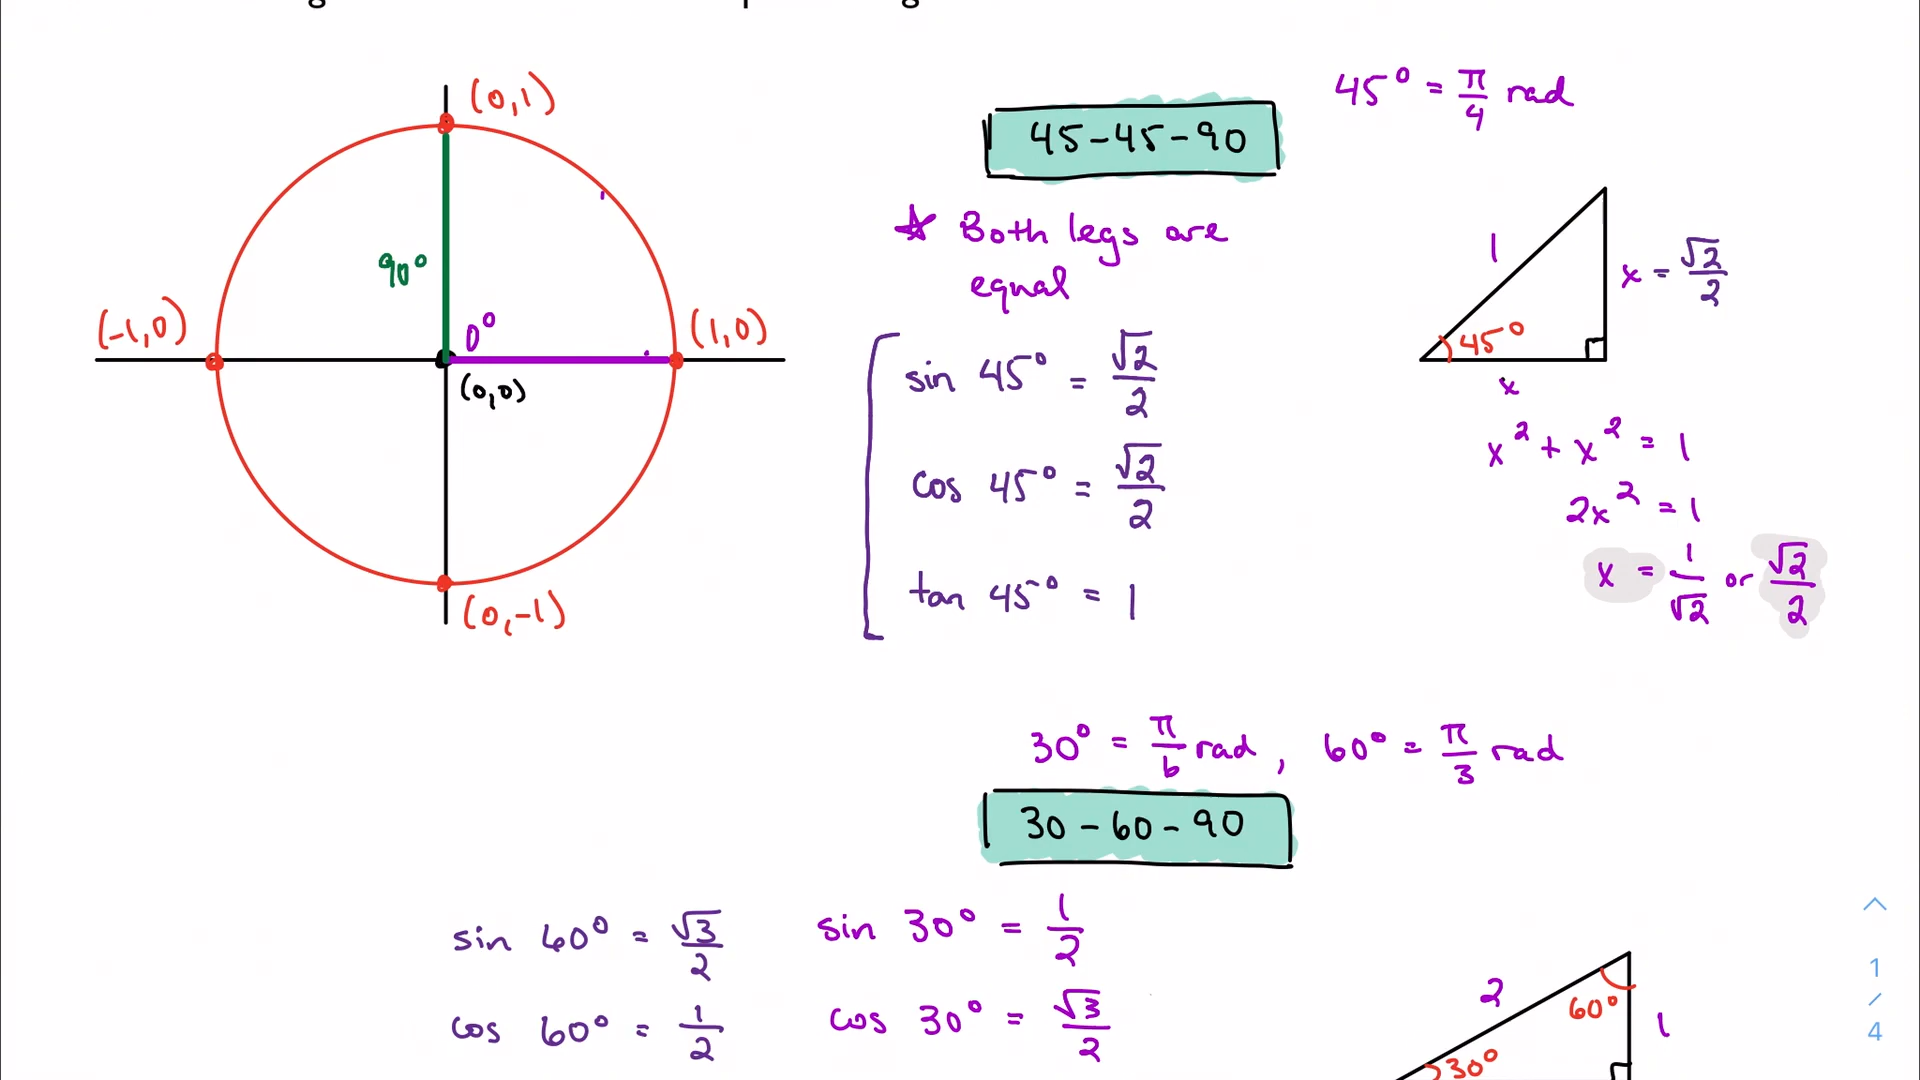 (0,1)
90°
0°
(-1,0)
(1,0)
(0,0)
(0,-1)
45-45-90
45° = π/4 rad
☆ Both legs are
equal
sin 45° = √2/2
cos 45° = √2/2
tan 45° = 1
1
x = √2/2
45°
x
x² + x² = 1
2x² = 1
x = 1/√2 or √2/2
30° = π/6 rad, 60° = π/3 rad
30-60-90
sin 60° = √3/2
cos 60° = 1/2
sin 30° = 1/2
cos 30° = √3/2
2
60°
1
30°
1
/
4